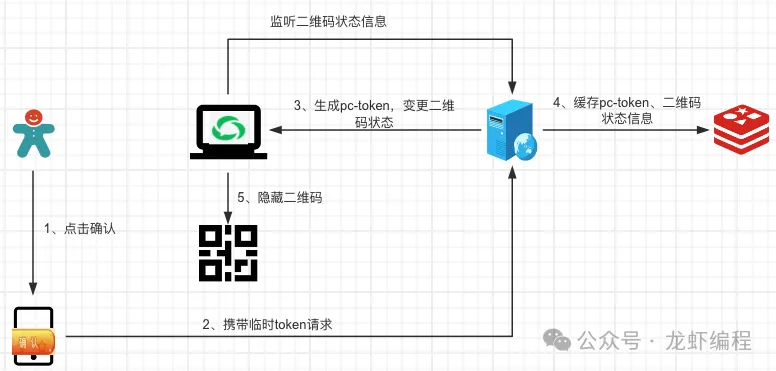 监听二维码状态信息
3、生成pc-token，变更二维
码状态
4、缓存pc-token、二维码
状态信息
1、点击确认
5、隐藏二维码
2、携带临时token请求
确认
公众号 · 龙虾编程